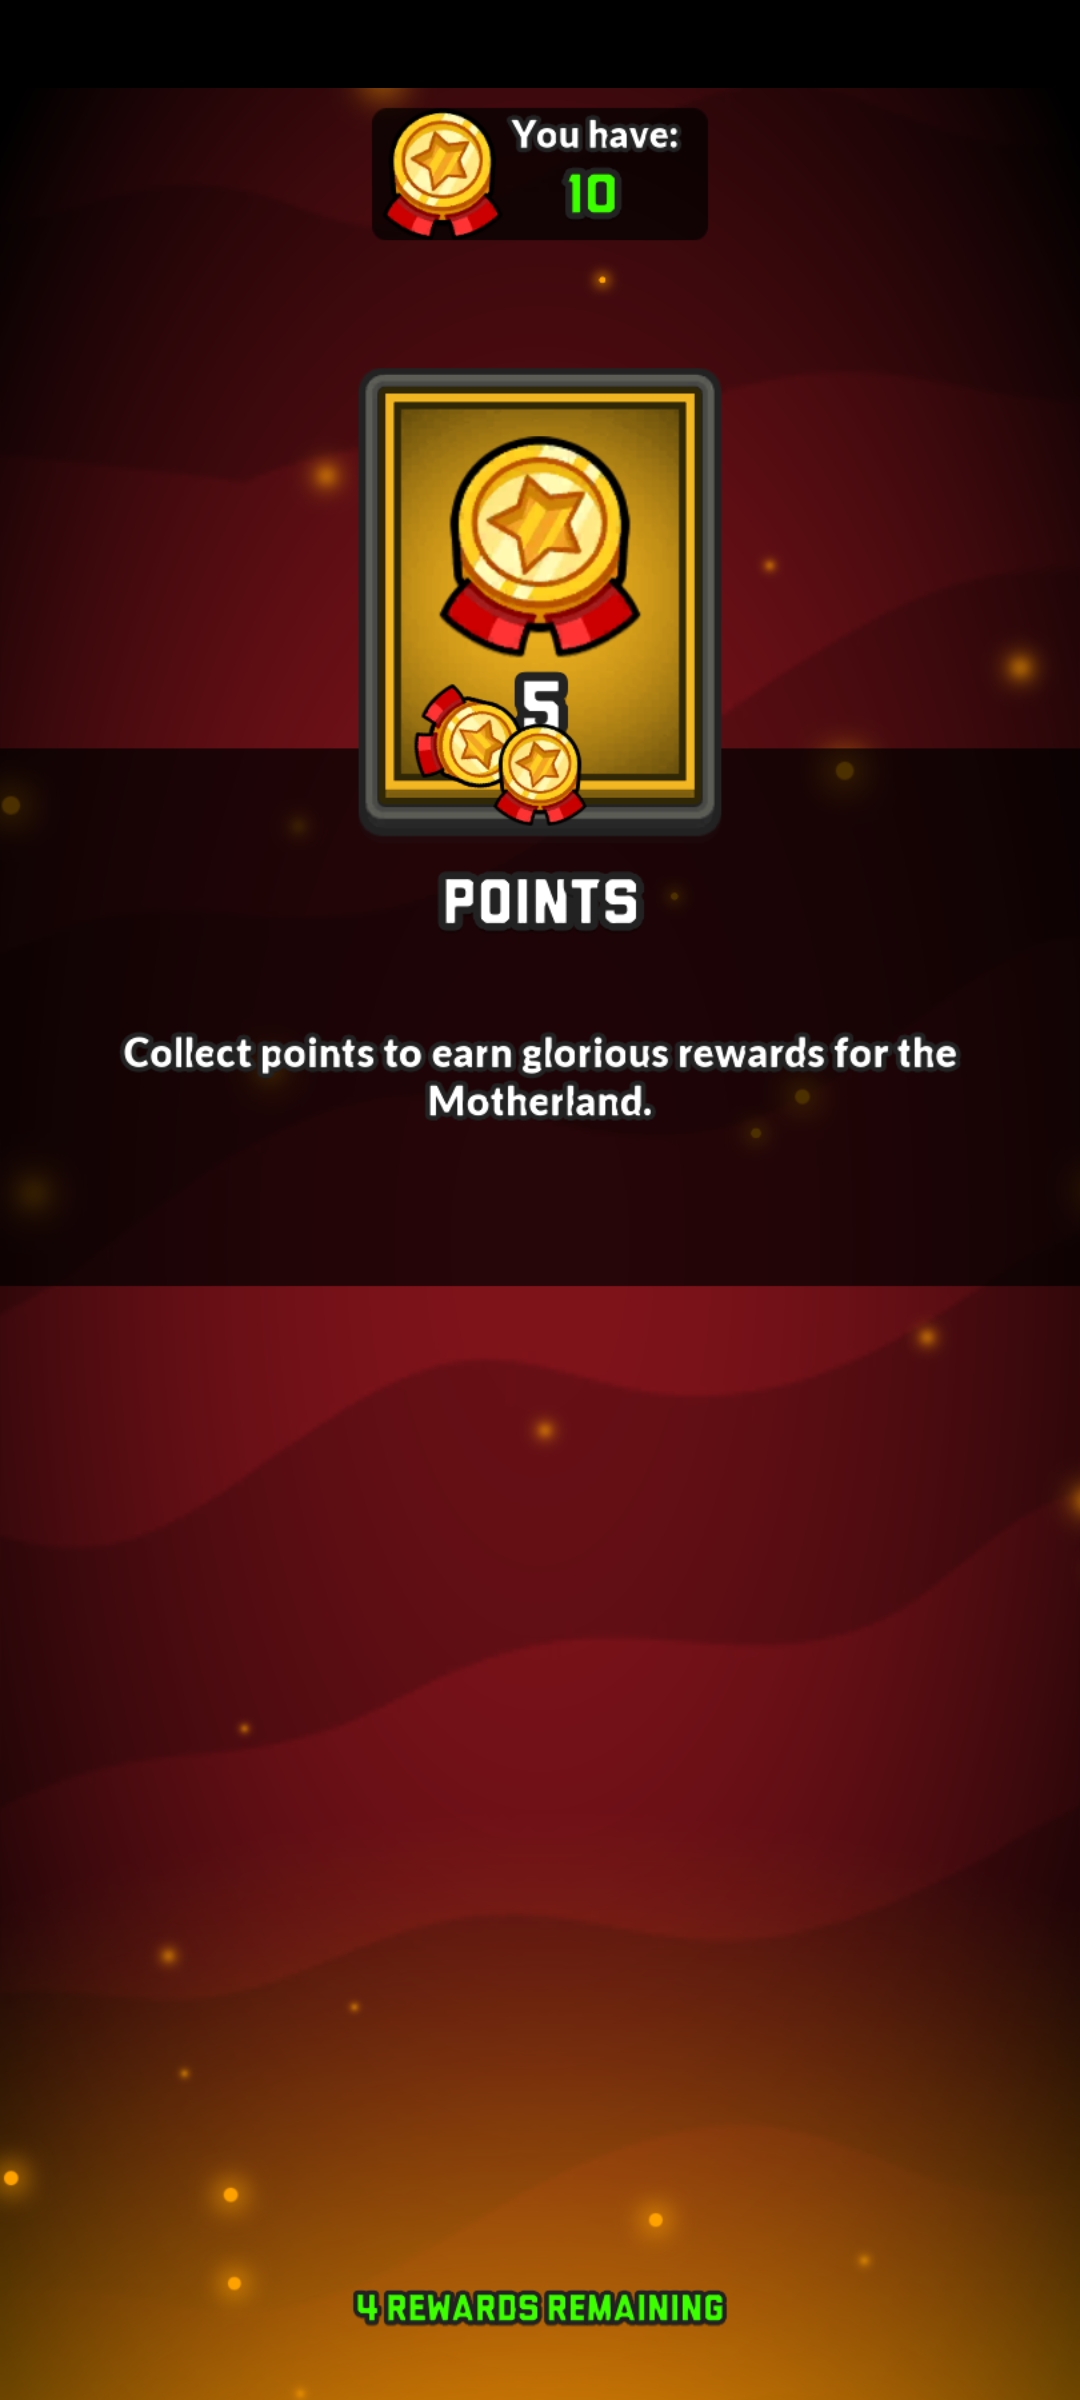 You have:
10
5
POINTS
Collect points to earn glorious rewards for the
Motherland.
4 REWARDS REMAINING